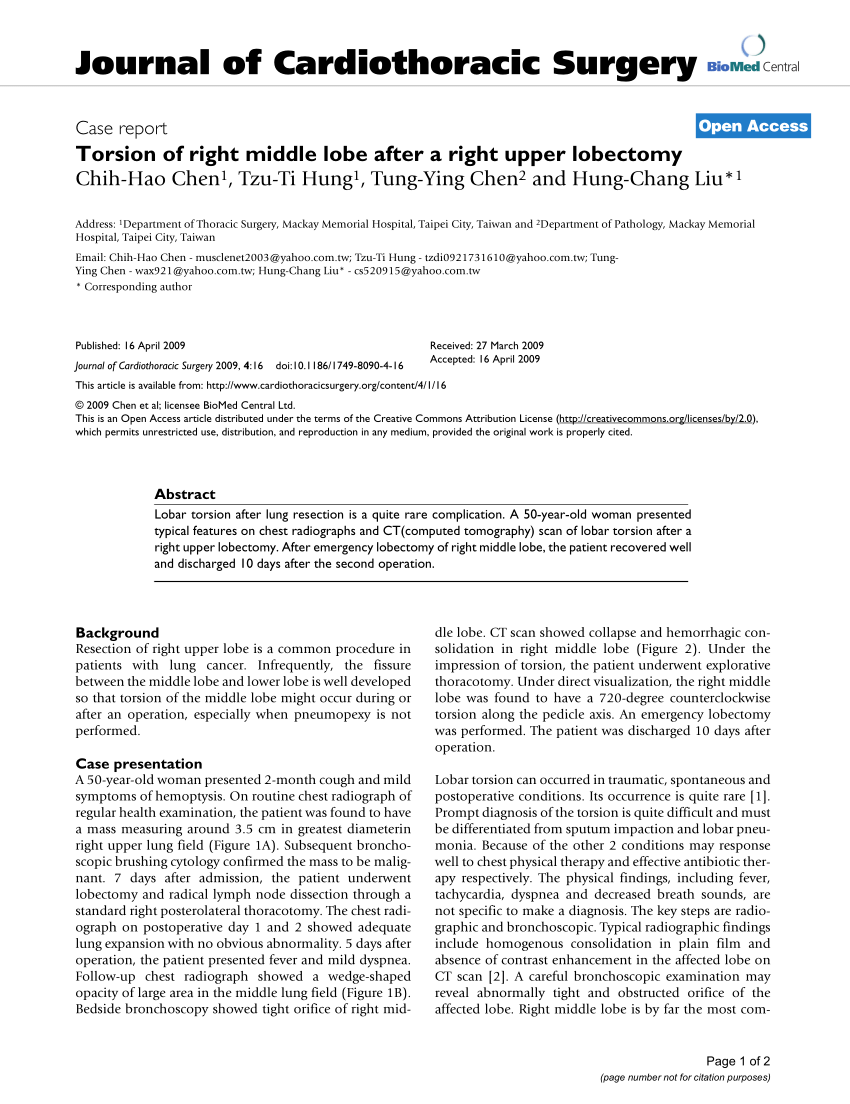 Journal of Cardiothoracic Surgery
BioMed Central
Case report
Open Access
Torsion of right middle lobe after a right upper lobectomy
Chih-Hao Chen1, Tzu-Ti Hung1, Tung-Ying Chen2 and Hung-Chang Liu*1
Address: 1Department of Thoracic Surgery, Mackay Memorial Hospital, Taipei City, Taiwan and 2Department of Pathology, Mackay Memorial
Hospital, Taipei City, Taiwan
Email: Chih-Hao Chen - musclenet2003@yahoo.com.tw; Tzu-Ti Hung - tzdi0921731610@yahoo.com.tw; Tung-
Ying Chen - wax921@yahoo.com.tw; Hung-Chang Liu* - cs520915@yahoo.com.tw
* Corresponding author
Published: 16 April 2009
Journal of Cardiothoracic Surgery 2009, 4:16 doi:10.1186/1749-8090-4-16
Received: 27 March 2009
Accepted: 16 April 2009
This article is available from: http://www.cardiothoracicsurgery.org/content/4/1/16
© 2009 Chen et al; licensee BioMed Central Ltd.
This is an Open Access article distributed under the terms of the Creative Commons Attribution License (http://creativecommons.org/licenses/by/2.0),
which permits unrestricted use, distribution, and reproduction in any medium, provided the original work is properly cited.
Abstract
Lobar torsion after lung resection is a quite rare complication. A 50-year-old woman presented
typical features on chest radiographs and CT(computed tomography) scan of lobar torsion after a
right upper lobectomy. After emergency lobectomy of right middle lobe, the patient recovered well
and discharged 10 days after the second operation.
Background
Resection of right upper lobe is a common procedure in
patients with lung cancer. Infrequently, the fissure
between the middle lobe and lower lobe is well developed
so that torsion of the middle lobe might occur during or
after an operation, especially when pneumopexy is not
performed.
Case presentation
A 50-year-old woman presented 2-month cough and mild
symptoms of hemoptysis. On routine chest radiograph of
regular health examination, the patient was found to have
a mass measuring around 3.5 cm in greatest diameterin
right upper lung field (Figure 1A). Subsequent broncho-
scopic brushing cytology confirmed the mass to be malig-
nant. 7 days after admission, the patient underwent
lobectomy and radical lymph node dissection through a
standard right posterolateral thoracotomy. The chest radi-
ograph on postoperative day 1 and 2 showed adequate
lung expansion with no obvious abnormality. 5 days after
operation, the patient presented fever and mild dyspnea.
Follow-up chest radiograph showed a wedge-shaped
opacity of large area in the middle lung field (Figure 1B).
Bedside bronchoscopy showed tight orifice of right mid-
dle lobe. CT scan showed collapse and hemorrhagic con-
solidation in right middle lobe (Figure 2). Under the
impression of torsion, the patient underwent explorative
thoracotomy. Under direct visualization, the right middle
lobe was found to have a 720-degree counterclockwise
torsion along the pedicle axis. An emergency lobectomy
was performed. The patient was discharged 10 days after
operation.
Lobar torsion can occurred in traumatic, spontaneous and
postoperative conditions. Its occurrence is quite rare [1].
Prompt diagnosis of the torsion is quite difficult and must
be differentiated from sputum impaction and lobar pneu-
monia. Because of the other 2 conditions may response
well to chest physical therapy and effective antibiotic ther-
apy respectively. The physical findings, including fever,
tachycardia, dyspnea and decreased breath sounds, are
not specific to make a diagnosis. The key steps are radio-
graphic and bronchoscopic. Typical radiographic findings
include homogenous consolidation in plain film and
absence of contrast enhancement in the affected lobe on
CT scan [2]. A careful bronchoscopic examination may
reveal abnormally tight and obstructed orifice of the
affected lobe. Right middle lobe is by far the most com-
Page 1 of 2
(page number not for citation purposes)